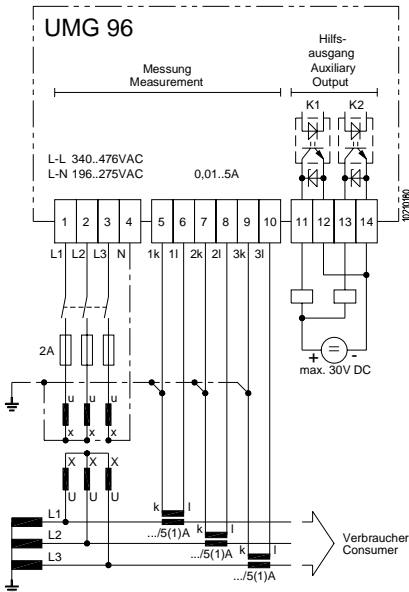 UMG 96
Hilfs-
ausgang
Auxiliary
Output
Messung
Measurement
K1 K2
L-L 340..476VAC
L-N 196..275VAC 0,01..5A
1 2 3 4 5 6 7 8 9 10 11 12 13 14
10210180
L1 L2 L3 N 1k 1l 2k 2l 3k 3l
2A
+ = -
max. 30V DC
u u u
x x x
X X X
U U U
L1 k l
.../5(1)A
L2 k l
.../5(1)A
L3 k l
.../5(1)A
Verbraucher
Consumer